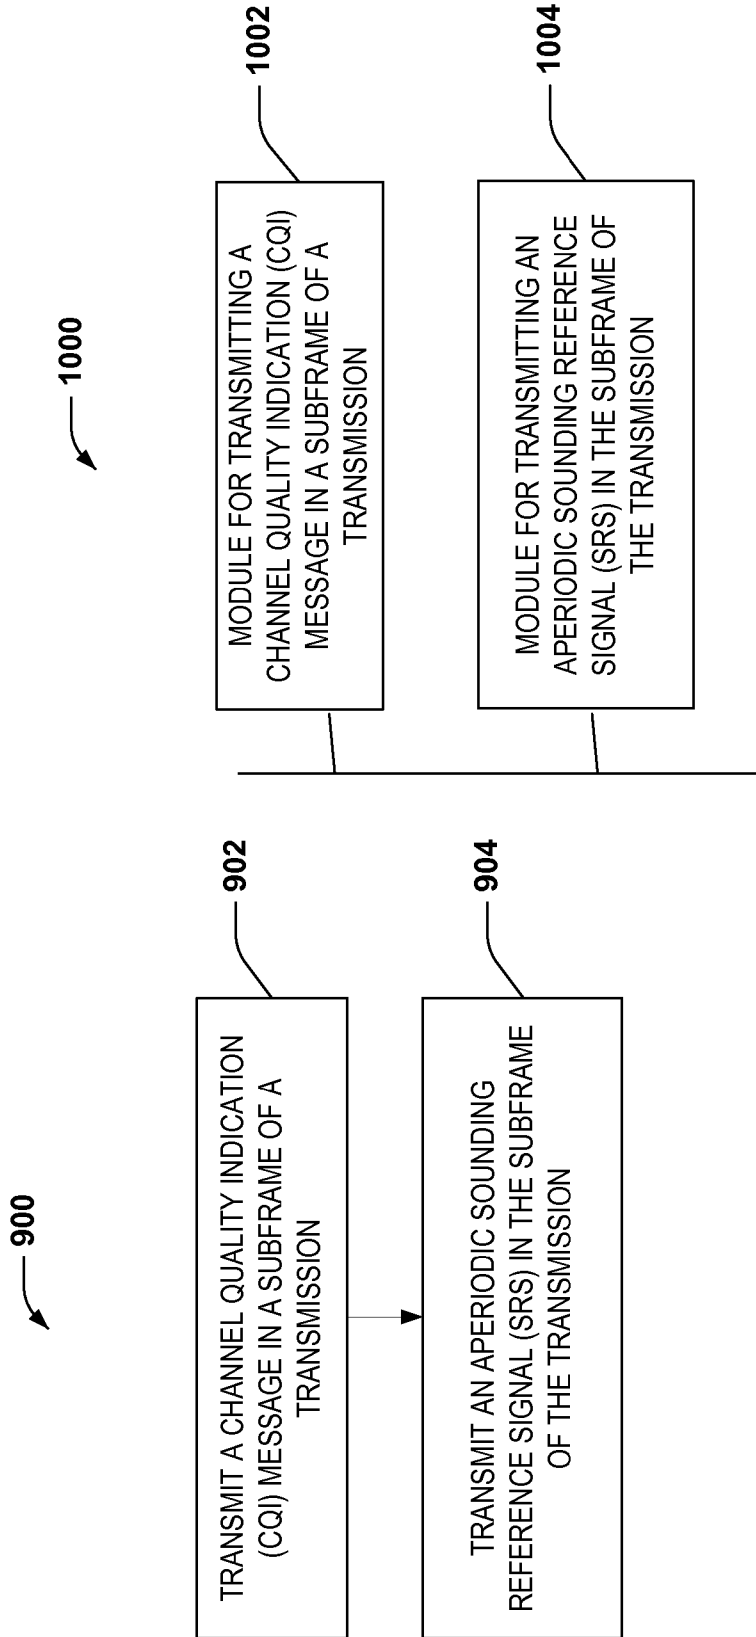 900
TRANSMIT A CHANNEL QUALITY INDICATION
(CQI) MESSAGE IN A SUBFRAME OF A
TRANSMISSION
902
TRANSMIT AN APERIODIC SOUNDING
REFERENCE SIGNAL (SRS) IN THE SUBFRAME
OF THE TRANSMISSION
904
1000
MODULE FOR TRANSMITTING A
CHANNEL QUALITY INDICATION (CQI)
MESSAGE IN A SUBFRAME OF A
TRANSMISSION
1002
MODULE FOR TRANSMITTING AN
APERIODIC SOUNDING REFERENCE
SIGNAL (SRS) IN THE SUBFRAME OF
THE TRANSMISSION
1004